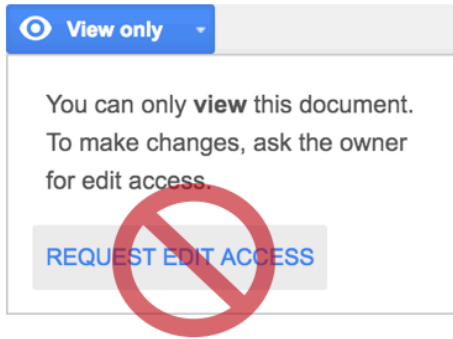 View only
You can only view this document.
To make changes, ask the owner
for edit access.
REQUEST EDIT ACCESS